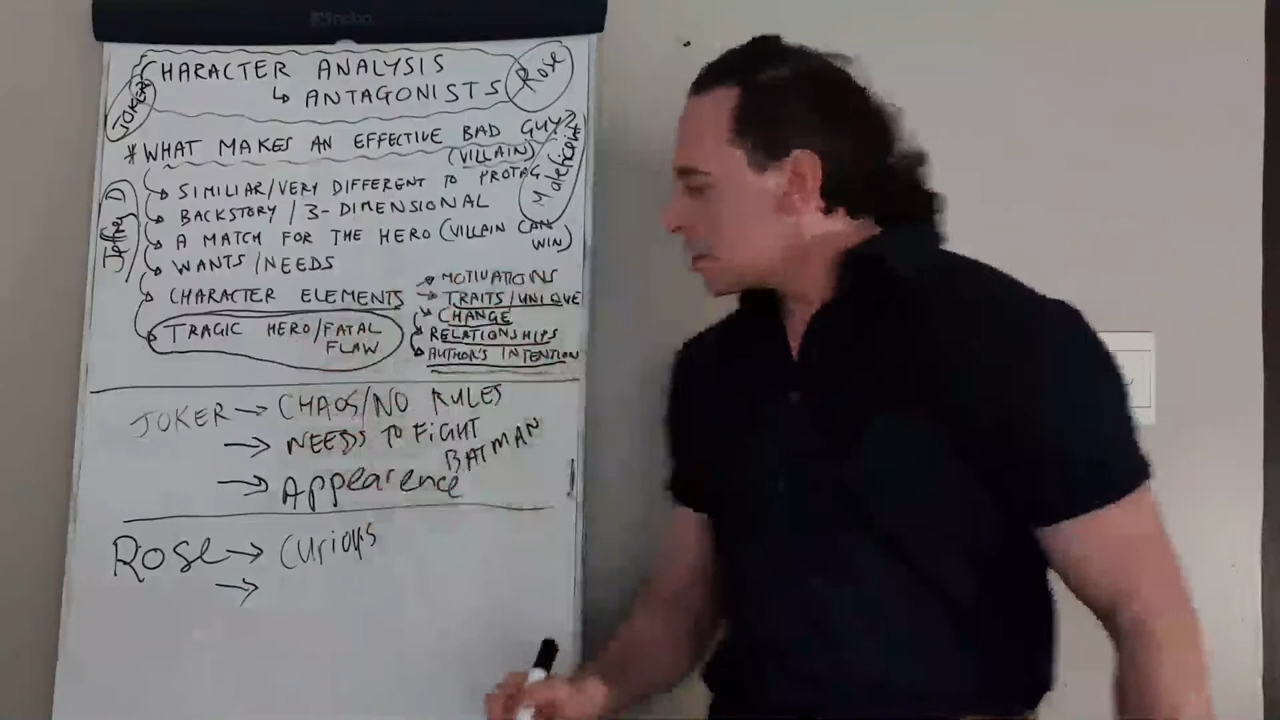 CHARACTER ANALYSIS
↳ ANTAGONISTS
JOKER
Rose
* WHAT MAKES AN EFFECTIVE BAD GUY
(VILLAIN)
Maleficent
Jeffrey D
SIMILIAR/VERY DIFFERENT TO PROTAG
BACKSTORY / 3-DIMENSIONAL
A MATCH FOR THE HERO (VILLAIN CAN
WIN)
WANTS/NEEDS
CHARACTER ELEMENTS
→ MOTIVATIONS
→ TRAITS/UNIQUE
CHANGE
RELATIONSHIPS
AUTHOR'S INTENTION
TRAGIC HERO/FATAL
FLAW
JOKER → CHAOS/NO RULES
→ NEEDS TO FIGHT
BATMAN
→ Appearence
Rose → Curious
→